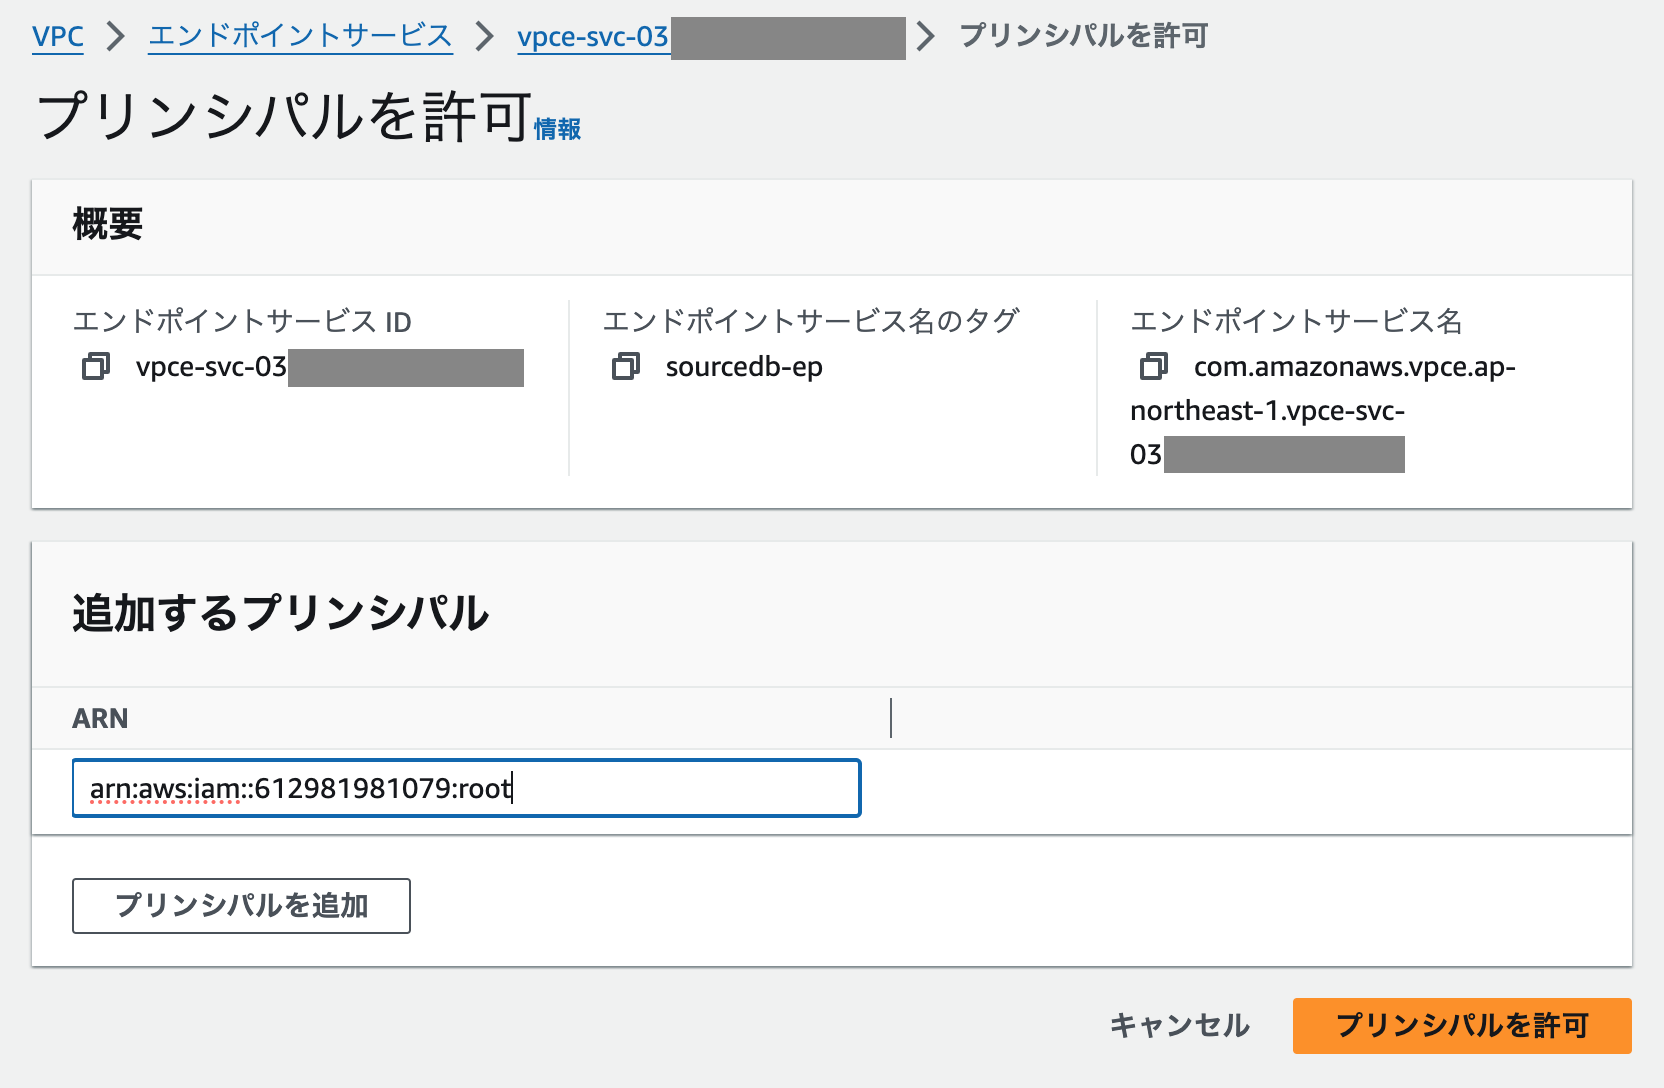 VPC > エンドポイントサービス > vpce-svc-03 > プリンシパルを許可
プリンシパルを許可 情報
概要
エンドポイントサービス ID
vpce-svc-03
エンドポイントサービス名のタグ
sourcedb-ep
エンドポイントサービス名
com.amazonaws.vpce.ap-
northeast-1.vpce-svc-
03
追加するプリンシパル
ARN
arn:aws:iam::612981981079:root
プリンシパルを追加
キャンセル
プリンシパルを許可